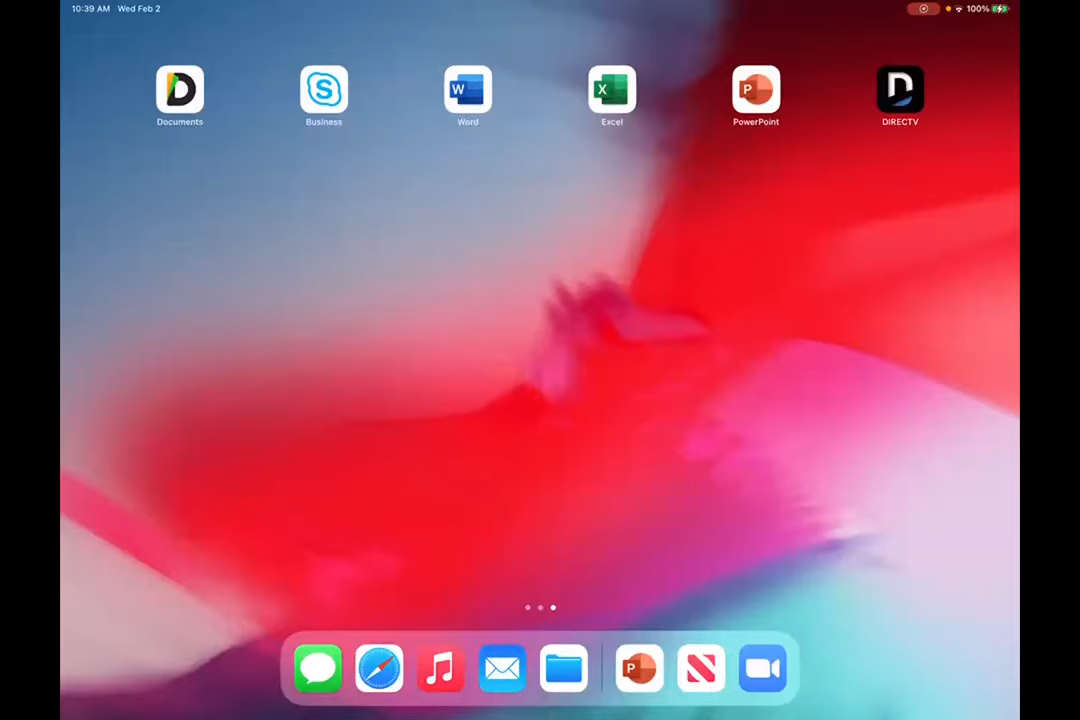 10:39 AM Wed Feb 2 100%
Documents Business Word Excel PowerPoint DIRECTV